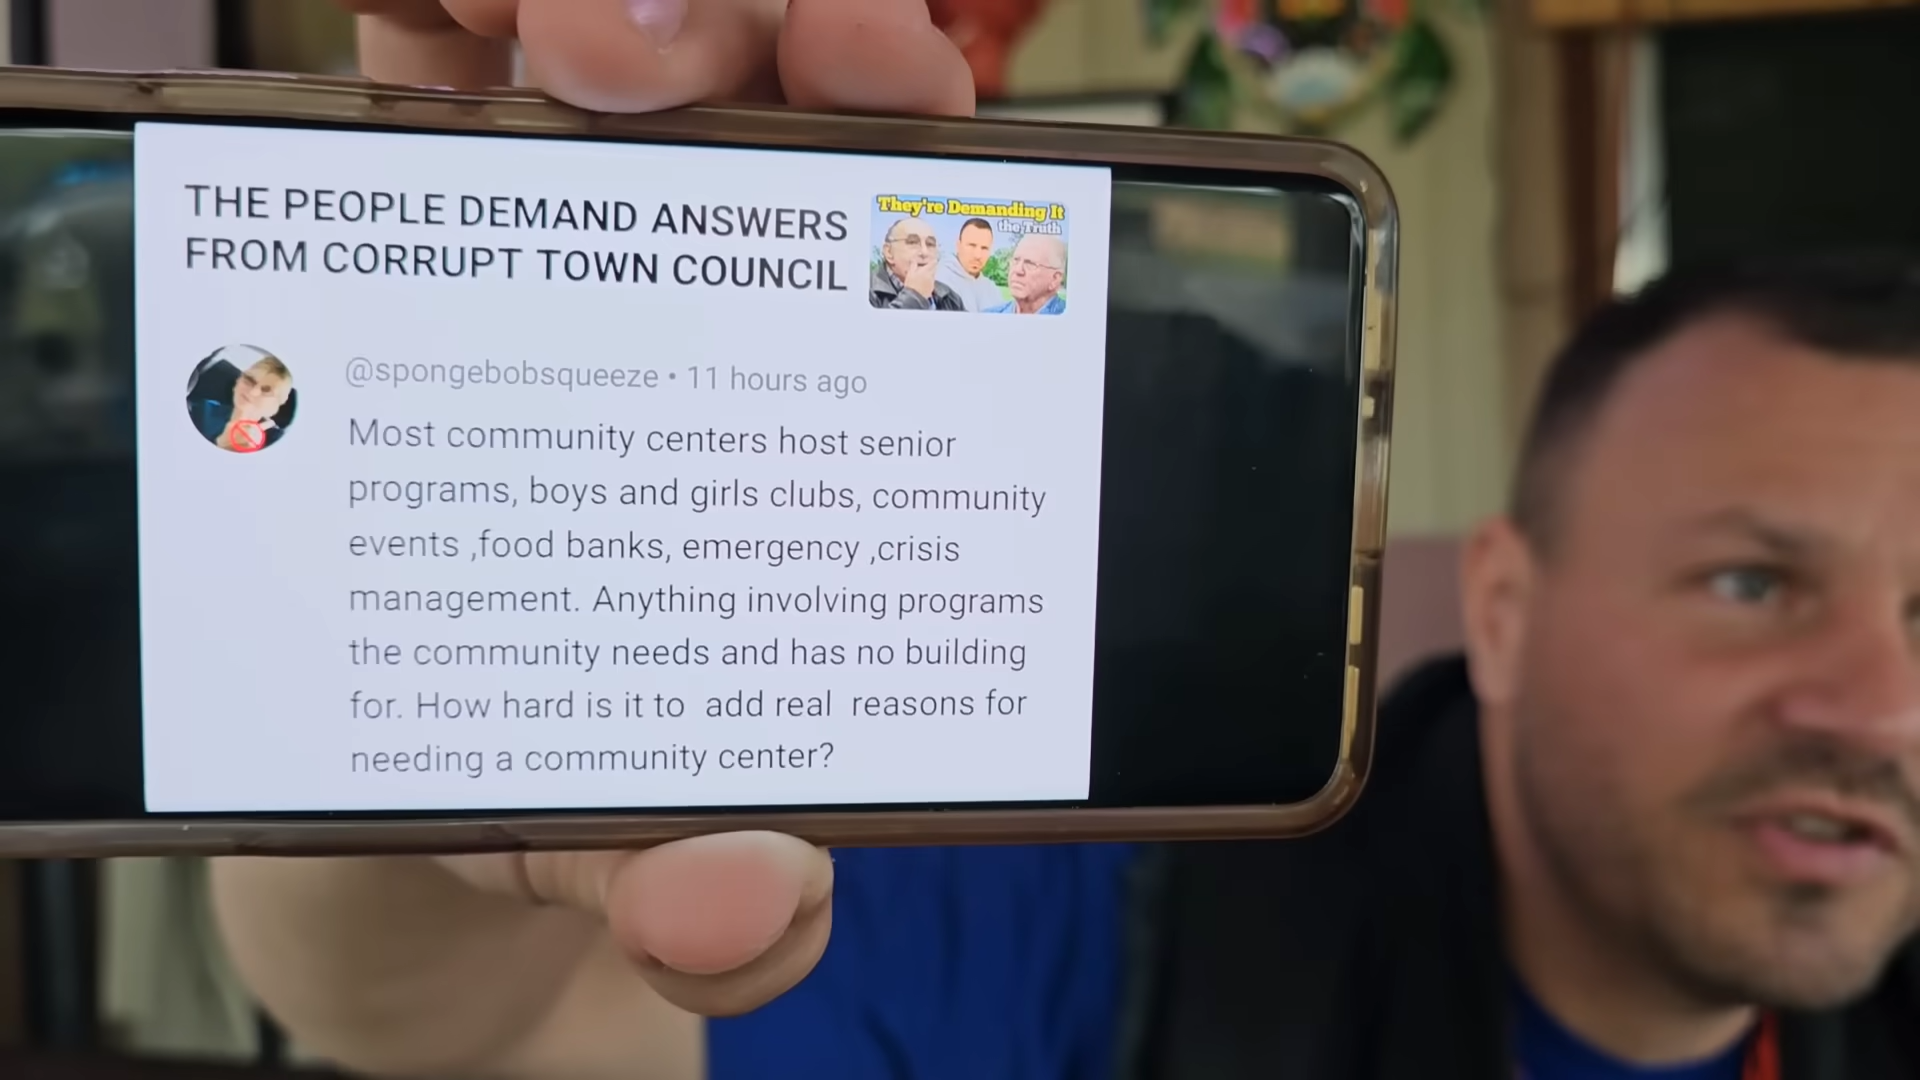 THE PEOPLE DEMAND ANSWERS
FROM CORRUPT TOWN COUNCIL
They're Demanding It
the Truth
@spongebobsqueeze • 11 hours ago
Most community centers host senior
programs, boys and girls clubs, community
events ,food banks, emergency ,crisis
management. Anything involving programs
the community needs and has no building
for. How hard is it to  add real  reasons for
needing a community center?